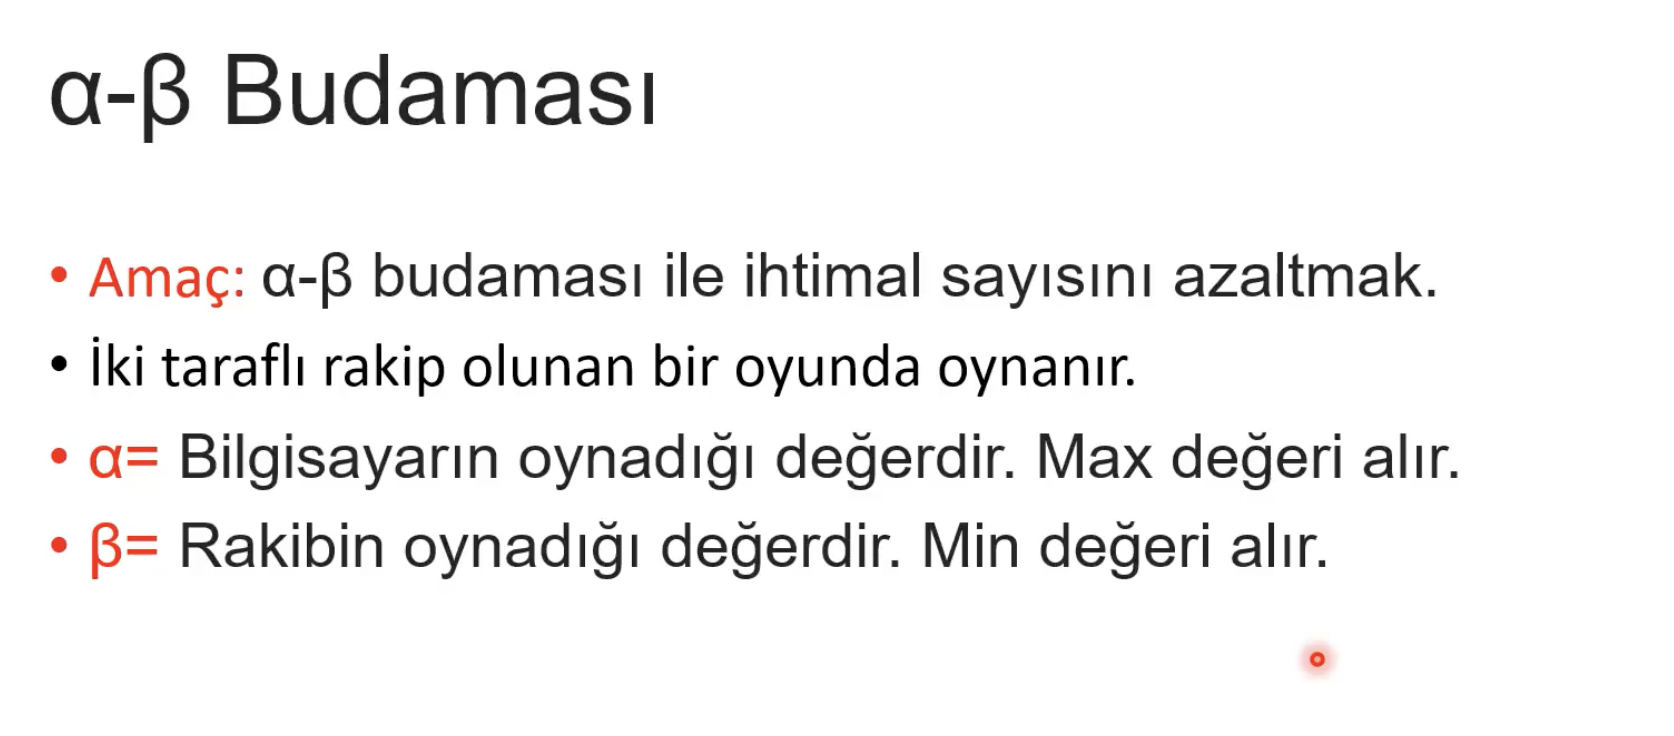 α-β Budaması
• Amaç: α-β budaması ile ihtimal sayısını azaltmak.
• İki taraflı rakip olunan bir oyunda oynanır.
• α= Bilgisayarın oynadığı değerdir. Max değeri alır.
• β= Rakibin oynadığı değerdir. Min değeri alır.